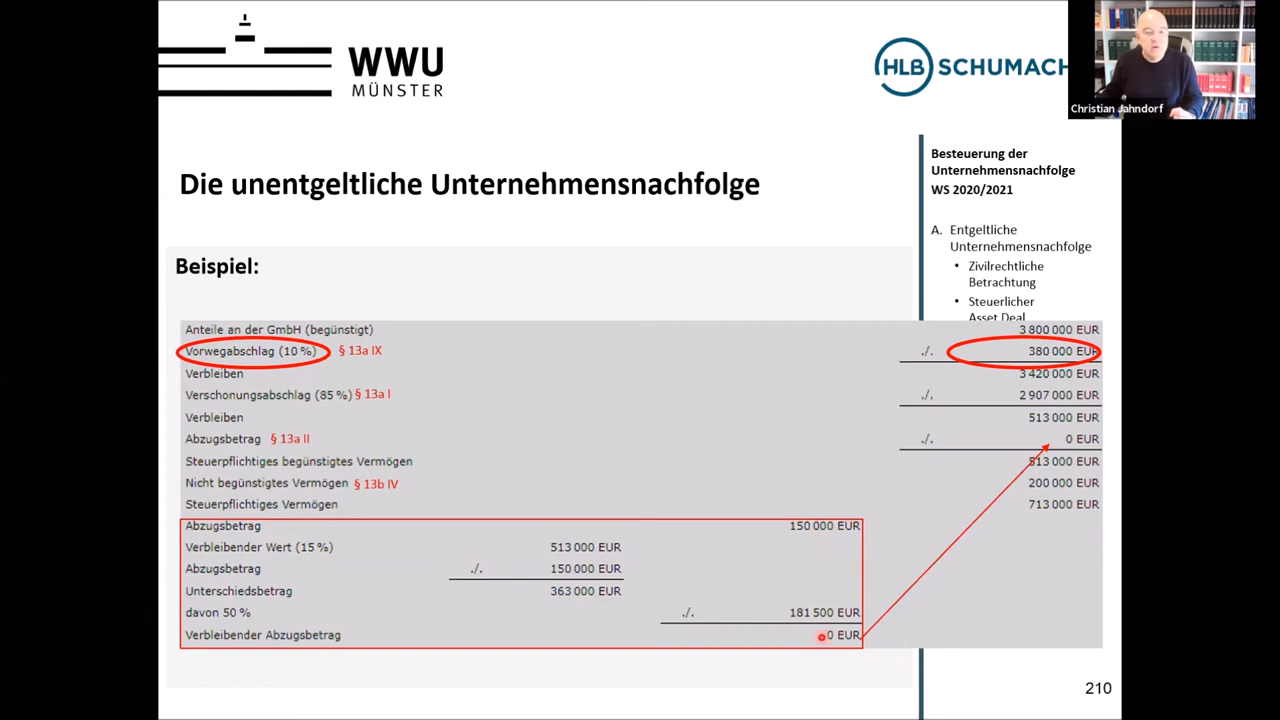 WWU
MÜNSTER
HLB SCHUMACH
Christian Jahndorf
Die unentgeltliche Unternehmensnachfolge
Besteuerung der
Unternehmensnachfolge
WS 2020/2021
A. Entgeltliche
Unternehmensnachfolge
• Zivilrechtliche
Betrachtung
• Steuerlicher
Asset Deal
Beispiel:
Anteile an der GmbH (begünstigt) 3 800 000 EUR
Vorwegabschlag (10 %) § 13a IX ./. 380 000 EUR
Verbleiben 3 420 000 EUR
Verschonungsabschlag (85 %) § 13a I ./. 2 907 000 EUR
Verbleiben 513 000 EUR
Abzugsbetrag § 13a II ./. 0 EUR
Steuerpflichtiges begünstigtes Vermögen 513 000 EUR
Nicht begünstigtes Vermögen § 13b IV 200 000 EUR
Steuerpflichtiges Vermögen 713 000 EUR
Abzugsbetrag 150 000 EUR
Verbleibender Wert (15 %) 513 000 EUR
Abzugsbetrag ./. 150 000 EUR
Unterschiedsbetrag 363 000 EUR
davon 50 % ./. 181 500 EUR
Verbleibender Abzugsbetrag 0 EUR
210